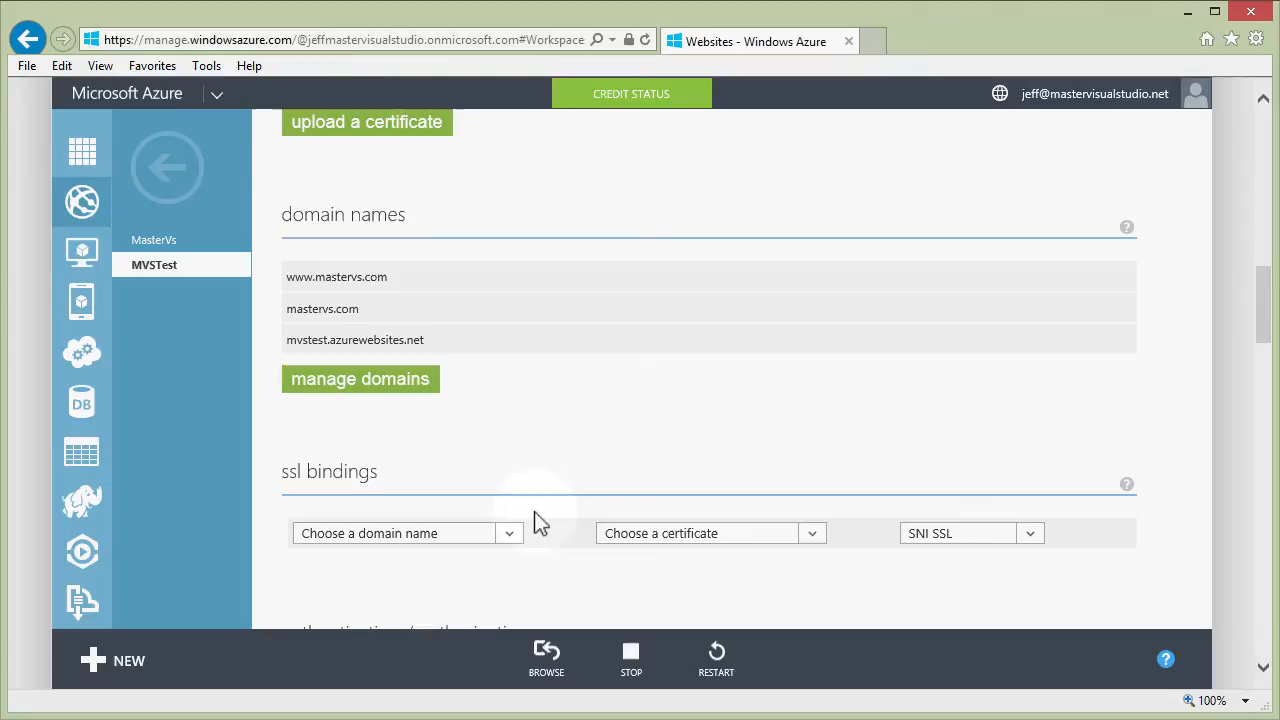 https://manage.windowsazure.com/@jeffmastervisualstudio.onmicrosoft.com#Workspace:
Websites - Windows Azure
File Edit View Favorites Tools Help
Microsoft Azure
CREDIT STATUS
jeff@mastervisualstudio.net
upload a certificate
MasterVs
MVSTest
DB
domain names
?
www.mastervs.com
mastervs.com
mvstest.azurewebsites.net
manage domains
ssl bindings
?
Choose a domain name
Choose a certificate
SNI SSL
NEW
BROWSE
STOP
RESTART
?
100%